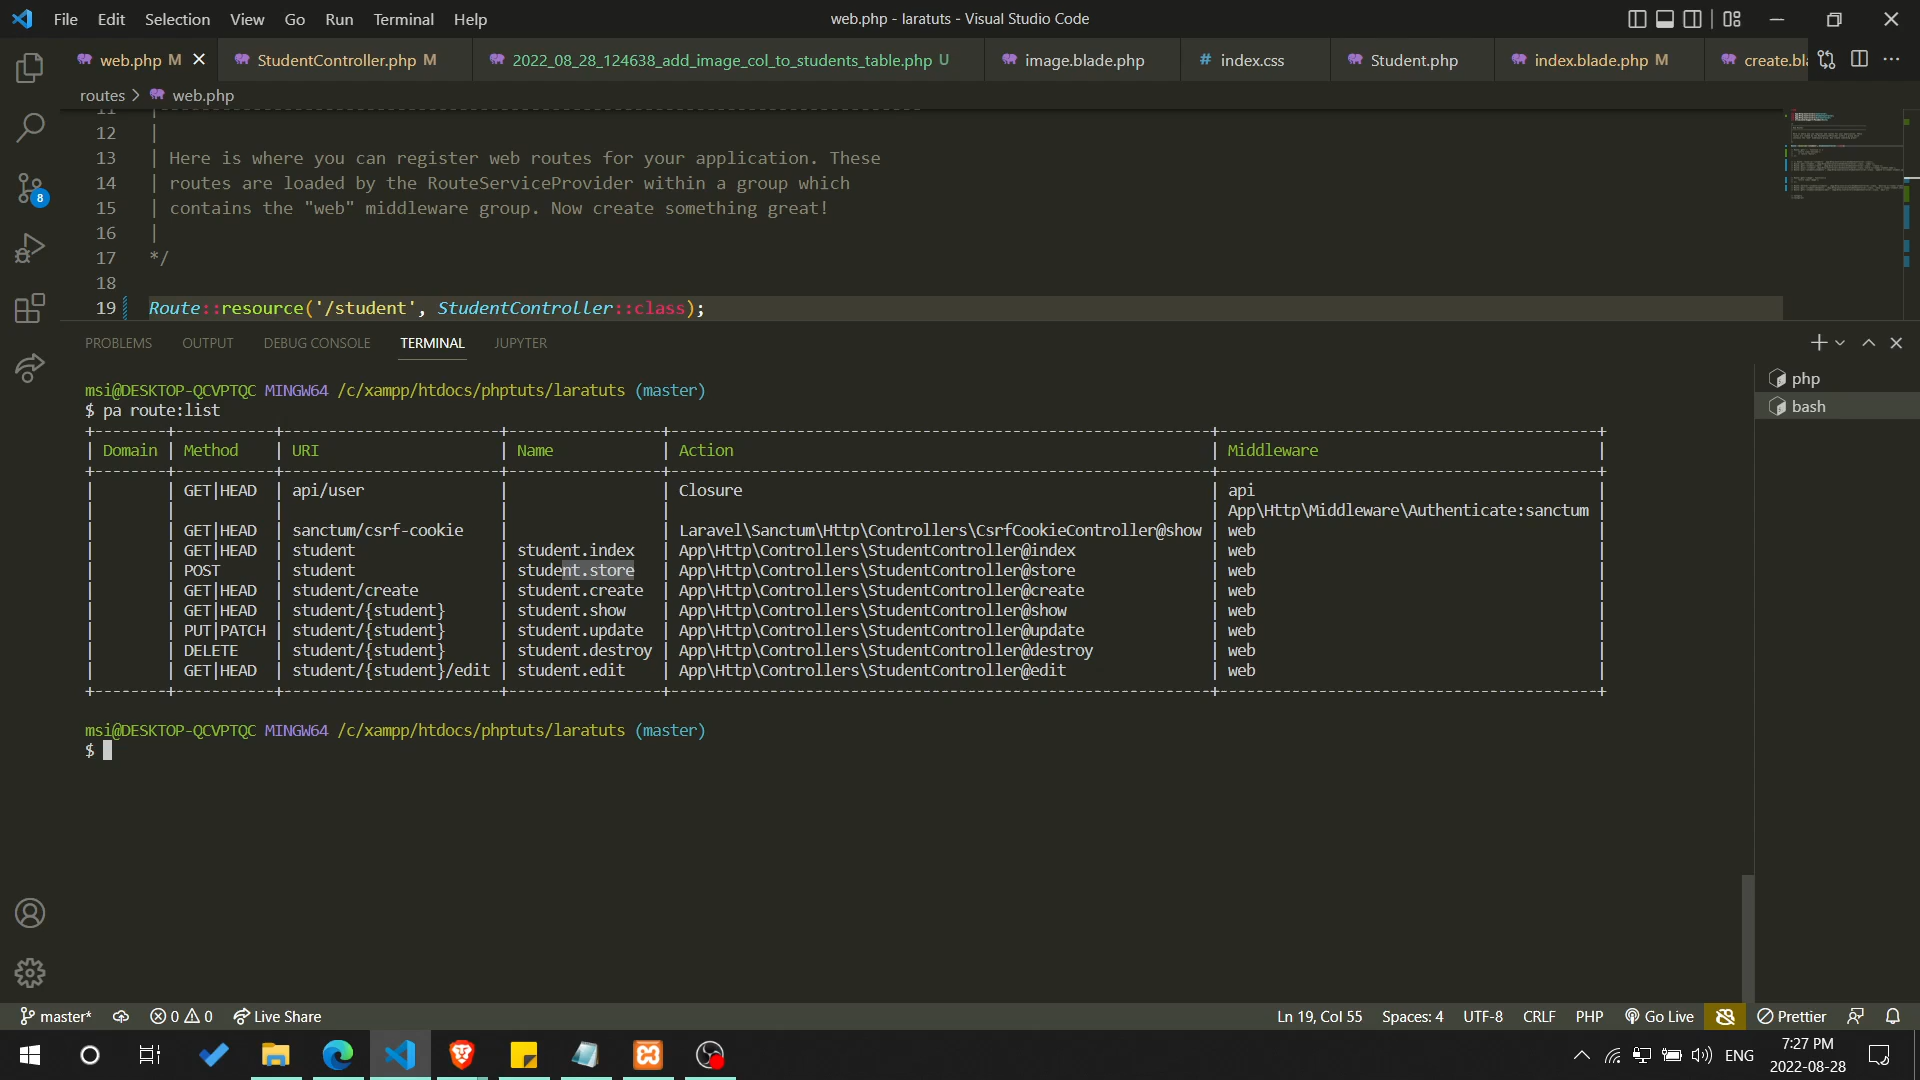 File Edit Selection View Go Run Terminal Help
web.php - laratuts - Visual Studio Code
web.php M
StudentController.php M
2022_08_28_124638_add_image_col_to_students_table.php U
image.blade.php
# index.css
Student.php
index.blade.php M
create.bla
routes > web.php
11
12 |
13 | Here is where you can register web routes for your application. These
14 | routes are loaded by the RouteServiceProvider within a group which
15 | contains the "web" middleware group. Now create something great!
16 |
17 */
18
19 Route::resource('/student', StudentController::class);
8
PROBLEMS OUTPUT DEBUG CONSOLE TERMINAL JUPYTER
php
bash
msi@DESKTOP-QCVPTQC MINGW64 /c/xampp/htdocs/phptuts/laratuts (master)
$ pa route:list
| Domain | Method | URI | Name | Action | Middleware |
| | GET|HEAD | api/user | | Closure | api |
| | | | | | App\Http\Middleware\Authenticate:sanctum |
| | GET|HEAD | sanctum/csrf-cookie | | Laravel\Sanctum\Http\Controllers\CsrfCookieController@show | web |
| | GET|HEAD | student | student.index | App\Http\Controllers\StudentController@index | web |
| | POST | student | student.store | App\Http\Controllers\StudentController@store | web |
| | GET|HEAD | student/create | student.create | App\Http\Controllers\StudentController@create | web |
| | GET|HEAD | student/{student} | student.show | App\Http\Controllers\StudentController@show | web |
| | PUT|PATCH | student/{student} | student.update | App\Http\Controllers\StudentController@update | web |
| | DELETE | student/{student} | student.destroy | App\Http\Controllers\StudentController@destroy | web |
| | GET|HEAD | student/{student}/edit | student.edit | App\Http\Controllers\StudentController@edit | web |
msi@DESKTOP-QCVPTQC MINGW64 /c/xampp/htdocs/phptuts/laratuts (master)
$
master* 0 0 Live Share Ln 19, Col 55 Spaces: 4 UTF-8 CRLF PHP Go Live Prettier
ENG
7:27 PM
2022-08-28